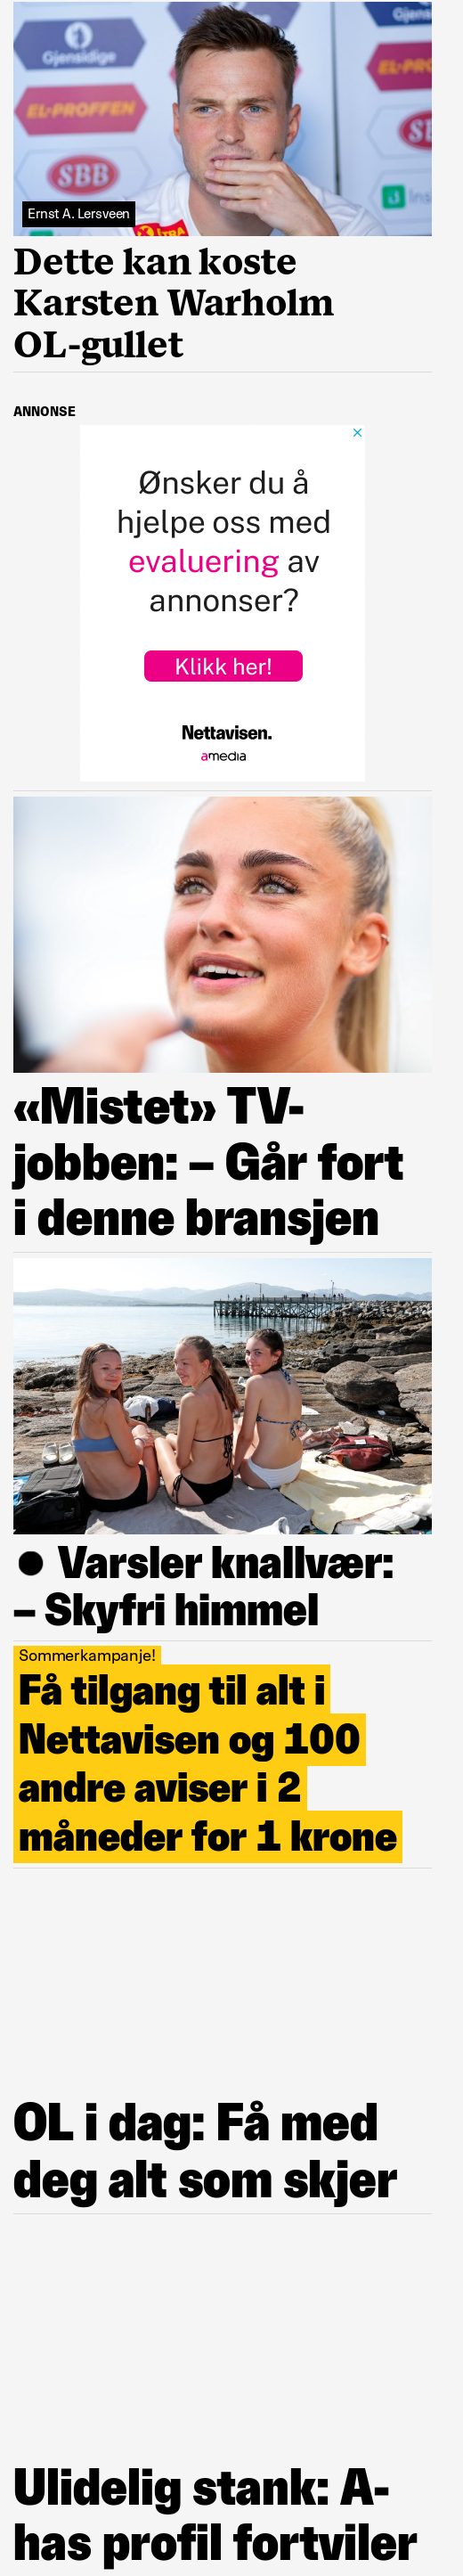 Gjensidige
Gjensidige
EL-PROFFEN
SBB
Ernst A. Lersveen
Dette kan koste
Karsten Warholm
OL-gullet
ANNONSE
Ønsker du å
hjelpe oss med
evaluering av
annonser?
Klikk her!
Nettavisen.
amedia
«Mistet» TV-
jobben: – Går fort
i denne bransjen
Varsler knallvær:
– Skyfri himmel
Sommerkampanje!
Få tilgang til alt i
Nettavisen og 100
andre aviser i 2
måneder for 1 krone
OL i dag: Få med
deg alt som skjer
Ulidelig stank: A-
has profil fortviler